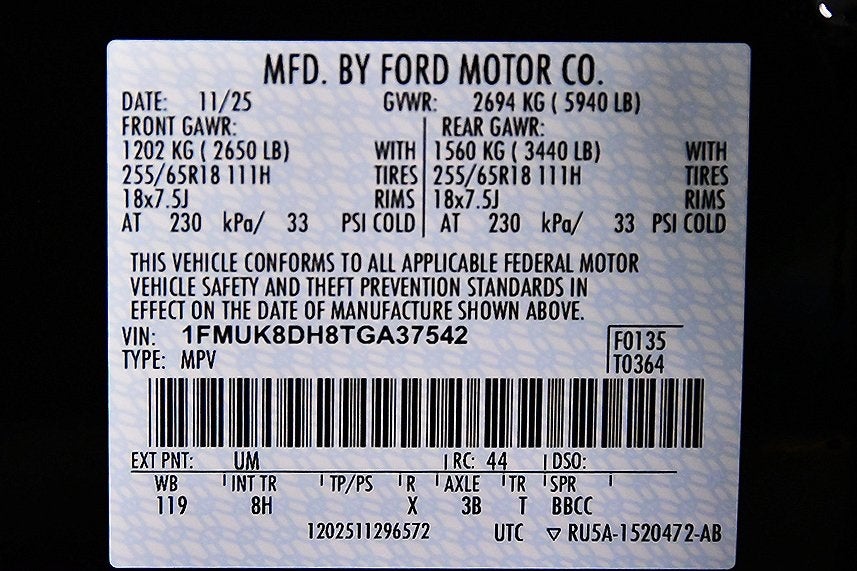 MFD. BY FORD MOTOR CO.
DATE: 11/25 GVWR: 2694 KG ( 5940 LB)
FRONT GAWR: REAR GAWR:
1202 KG ( 2650 LB) WITH 1560 KG ( 3440 LB) WITH
255/65R18 111H TIRES 255/65R18 111H TIRES
18x7.5J RIMS 18x7.5J RIMS
AT 230 kPa/ 33 PSI COLD AT 230 kPa/ 33 PSI COLD
THIS VEHICLE CONFORMS TO ALL APPLICABLE FEDERAL MOTOR
VEHICLE SAFETY AND THEFT PREVENTION STANDARDS IN
EFFECT ON THE DATE OF MANUFACTURE SHOWN ABOVE.
VIN: 1FMUK8DH8TGA37542 F0135
TYPE: MPV T0364
EXT PNT: UM RC: 44 DSO:
WB INT TR TP/PS R AXLE TR SPR
119 8H X 3B T BBCC
1202511296572 UTC ▽ RU5A-1520472-AB